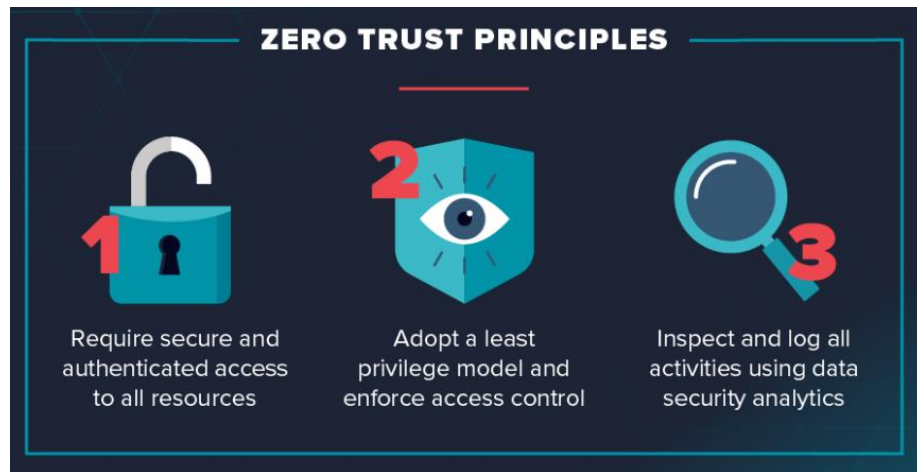 ZERO TRUST PRINCIPLES
1
Require secure and
authenticated access
to all resources
2
Adopt a least
privilege model and
enforce access control
3
Inspect and log all
activities using data
security analytics